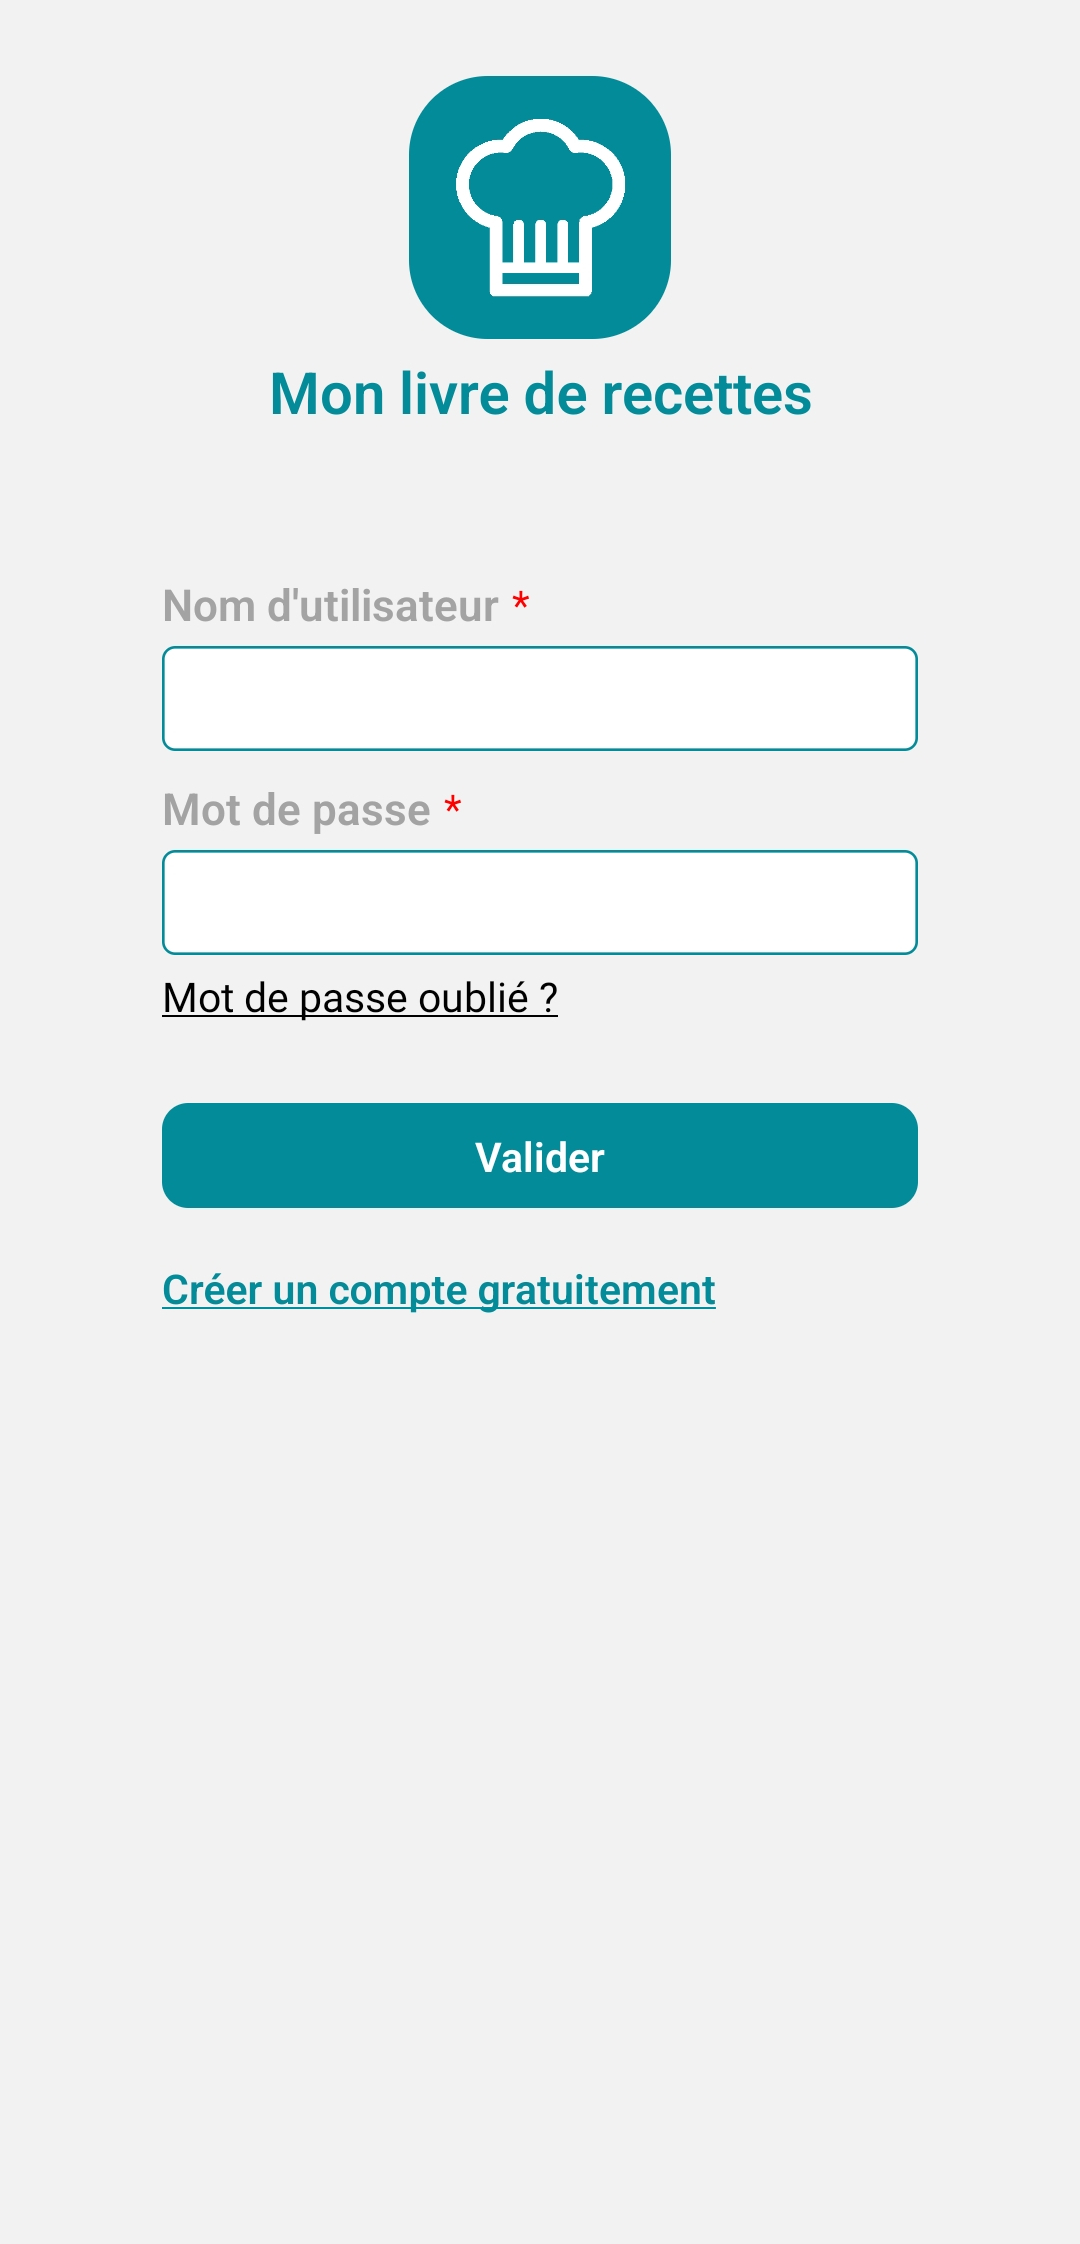 Mon livre de recettes
Nom d'utilisateur *
Mot de passe *
Mot de passe oublié ?
Valider
Créer un compte gratuitement